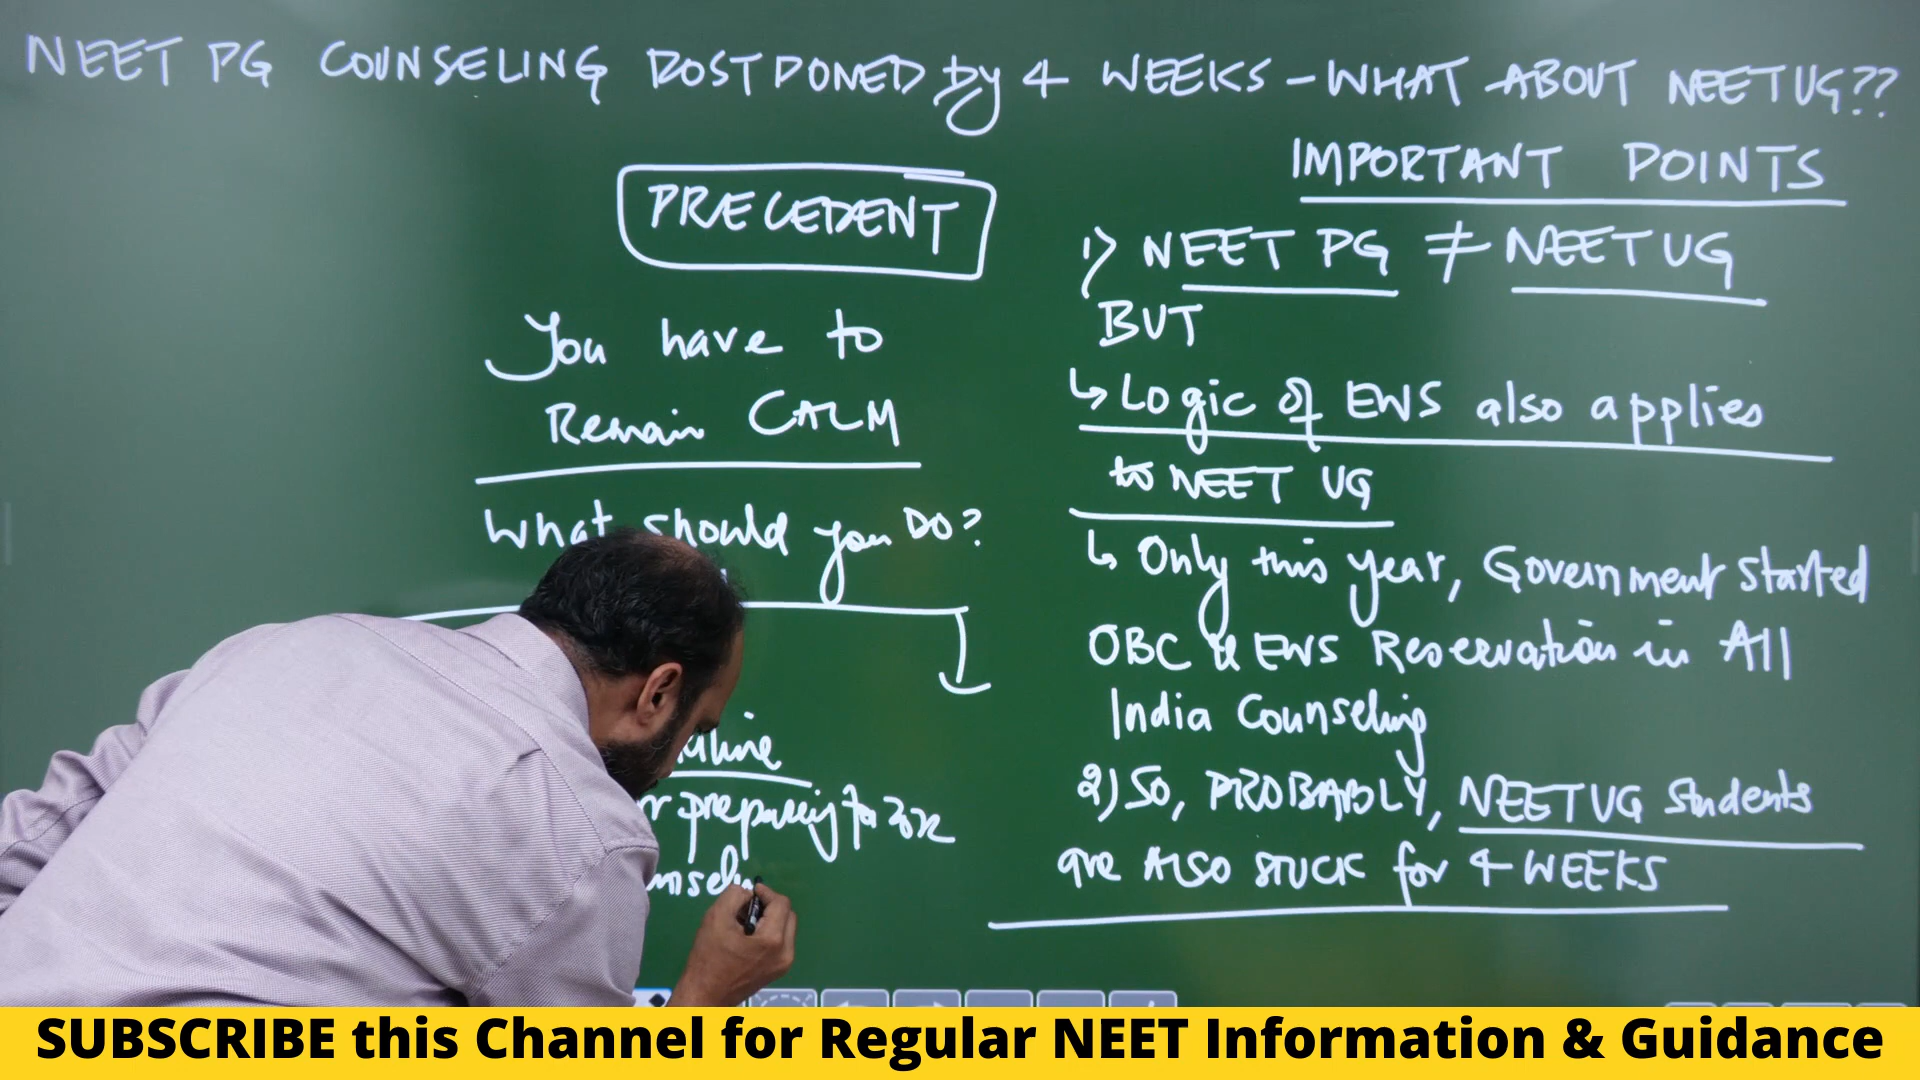 NEET PG COUNSELING POSTPONED by 4 WEEKS - WHAT ABOUT NEET UG??
PRECEDENT
You have to
Remain CALM
What should you DO?
preparing for
IMPORTANT POINTS
1) NEET PG ≠ NEET UG
BUT
↳ Logic of EWS also applies
to NEET UG
↳ Only this year, Government started
OBC & EWS Reservation in All
India Counseling
2) SO, PROBABLY, NEET UG Students
are ALSO STUCK for 4 WEEKS
SUBSCRIBE this Channel for Regular NEET Information & Guidance